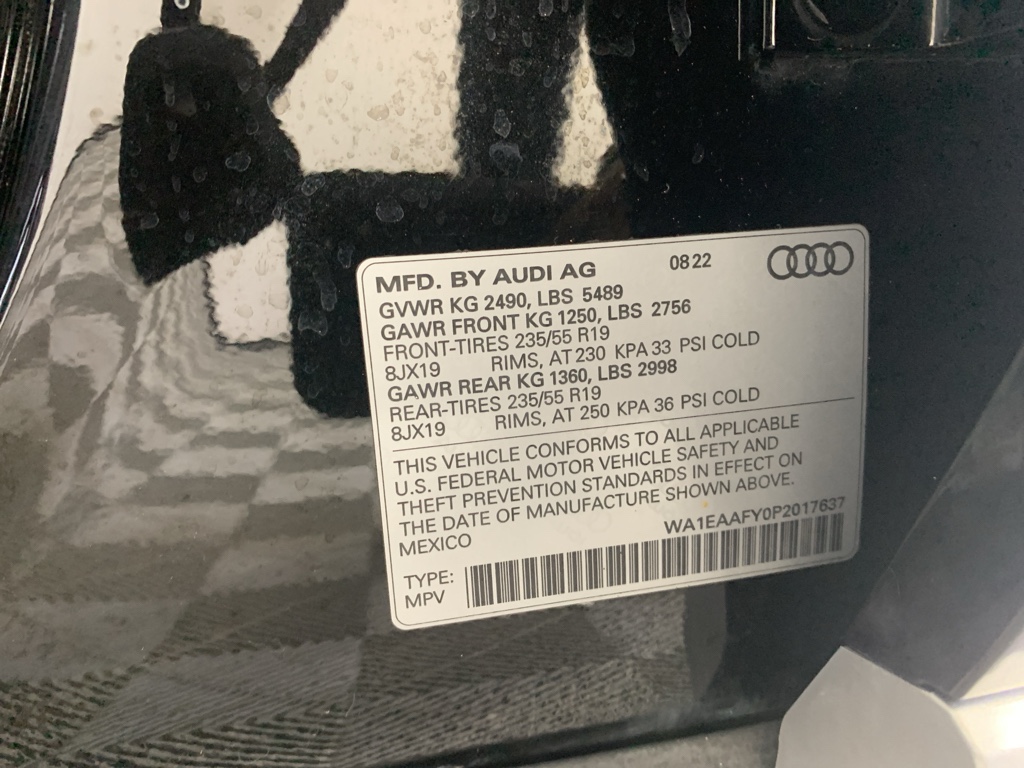 MFD. BY AUDI AG 08 22
GVWR KG 2490, LBS 5489
GAWR FRONT KG 1250, LBS 2756
FRONT-TIRES 235/55 R19
8JX19 RIMS, AT 230 KPA 33 PSI COLD
GAWR REAR KG 1360, LBS 2998
REAR-TIRES 235/55 R19
8JX19 RIMS, AT 250 KPA 36 PSI COLD
THIS VEHICLE CONFORMS TO ALL APPLICABLE
U.S. FEDERAL MOTOR VEHICLE SAFETY AND
THEFT PREVENTION STANDARDS IN EFFECT ON
THE DATE OF MANUFACTURE SHOWN ABOVE.
MEXICO WA1EAAFY0P2017637
TYPE:
MPV